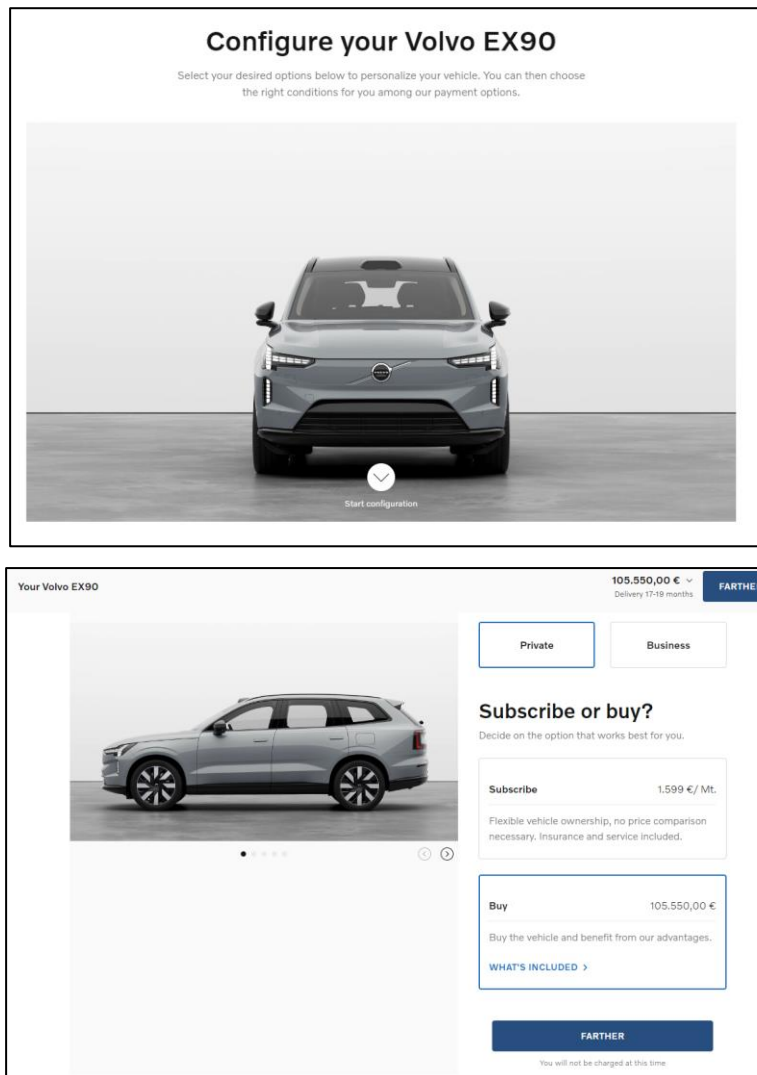 Configure your Volvo EX90
Select your desired options below to personalize your vehicle. You can then choose
the right conditions for you among our payment options.
Start configuration
Your Volvo EX90
105.550,00 €
Delivery 17-19 months
FARTHER
Private
Business
Subscribe or buy?
Decide on the option that works best for you.
Subscribe
1.599 €/ Mt.
Flexible vehicle ownership, no price comparison
necessary. Insurance and service included.
Buy
105.550,00 €
Buy the vehicle and benefit from our advantages.
WHAT'S INCLUDED >
FARTHER
You will not be charged at this time